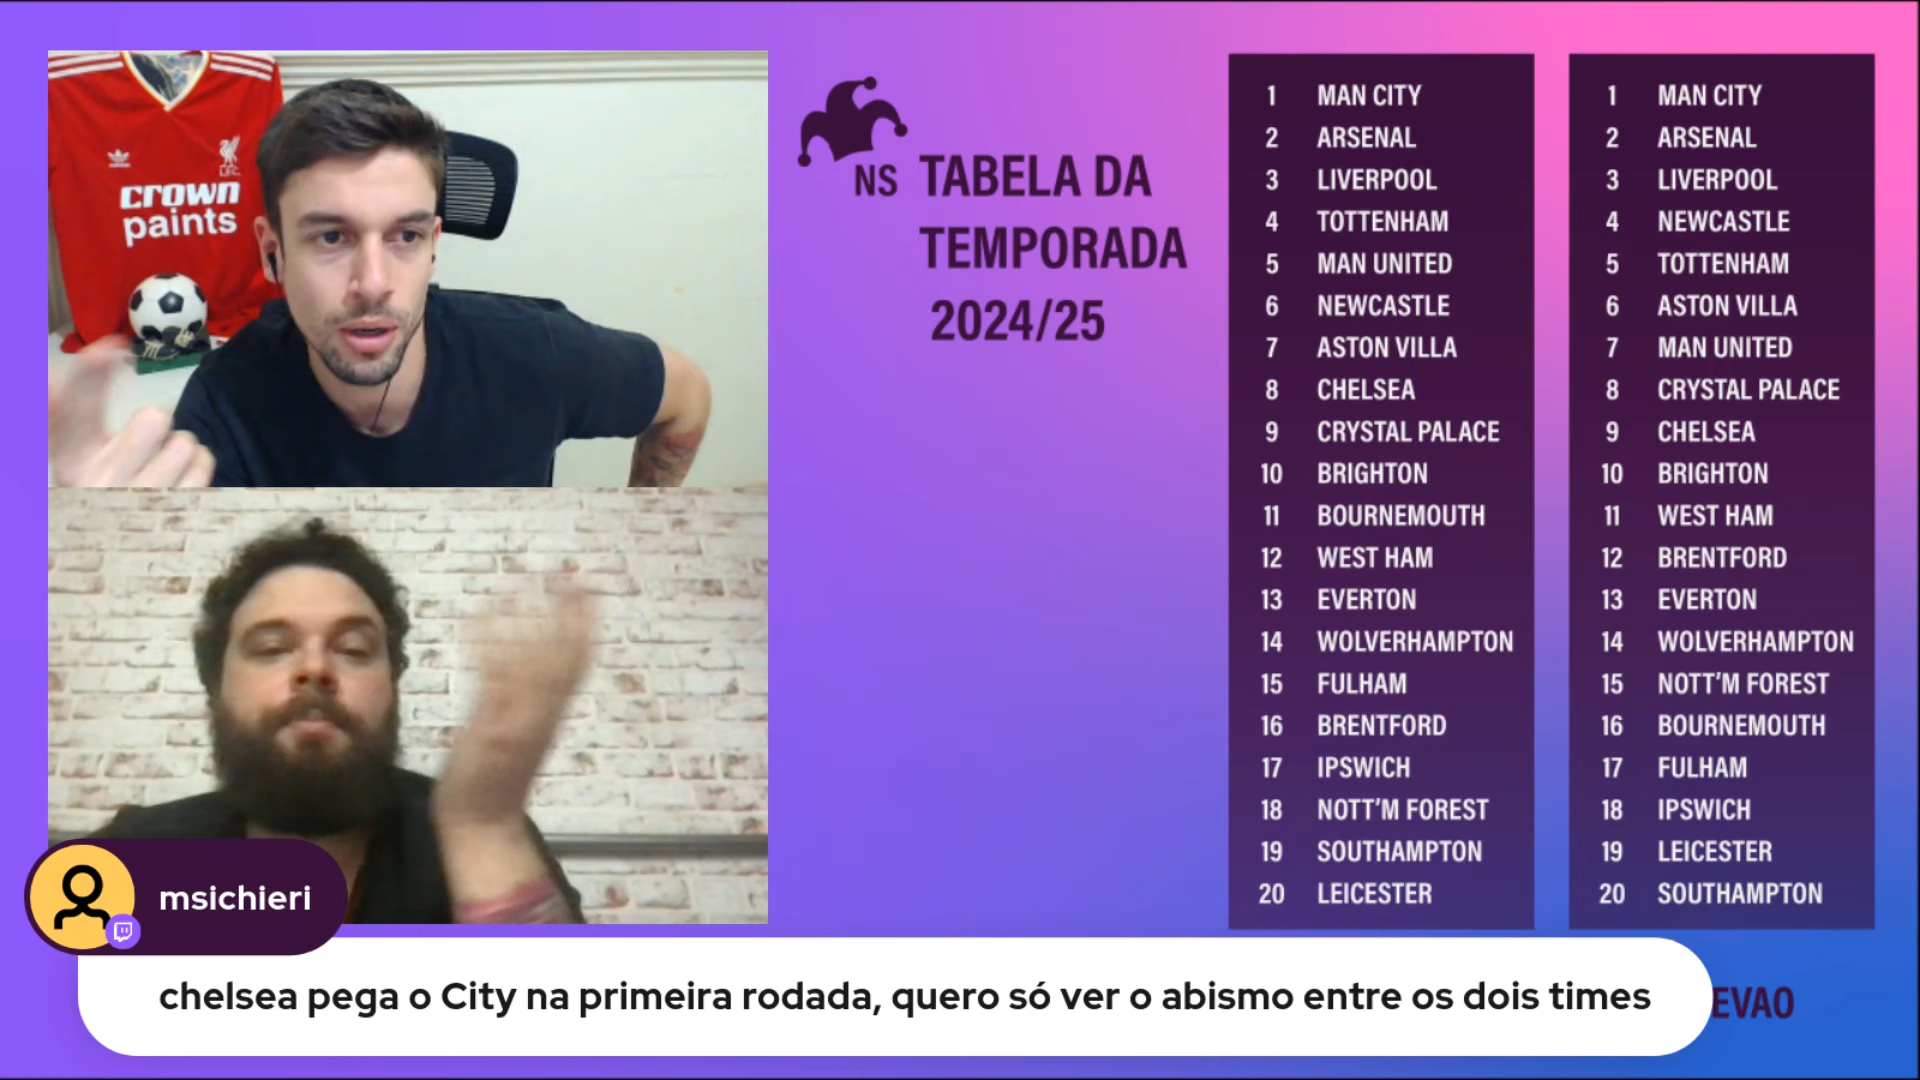 crown
paints
NS
TABELA DA
TEMPORADA
2024/25
1 MAN CITY
2 ARSENAL
3 LIVERPOOL
4 TOTTENHAM
5 MAN UNITED
6 NEWCASTLE
7 ASTON VILLA
8 CHELSEA
9 CRYSTAL PALACE
10 BRIGHTON
11 BOURNEMOUTH
12 WEST HAM
13 EVERTON
14 WOLVERHAMPTON
15 FULHAM
16 BRENTFORD
17 IPSWICH
18 NOTT'M FOREST
19 SOUTHAMPTON
20 LEICESTER
1 MAN CITY
2 ARSENAL
3 LIVERPOOL
4 NEWCASTLE
5 TOTTENHAM
6 ASTON VILLA
7 MAN UNITED
8 CRYSTAL PALACE
9 CHELSEA
10 BRIGHTON
11 WEST HAM
12 BRENTFORD
13 EVERTON
14 WOLVERHAMPTON
15 NOTT'M FOREST
16 BOURNEMOUTH
17 FULHAM
18 IPSWICH
19 LEICESTER
20 SOUTHAMPTON
msichieri
chelsea pega o City na primeira rodada, quero só ver o abismo entre os dois times